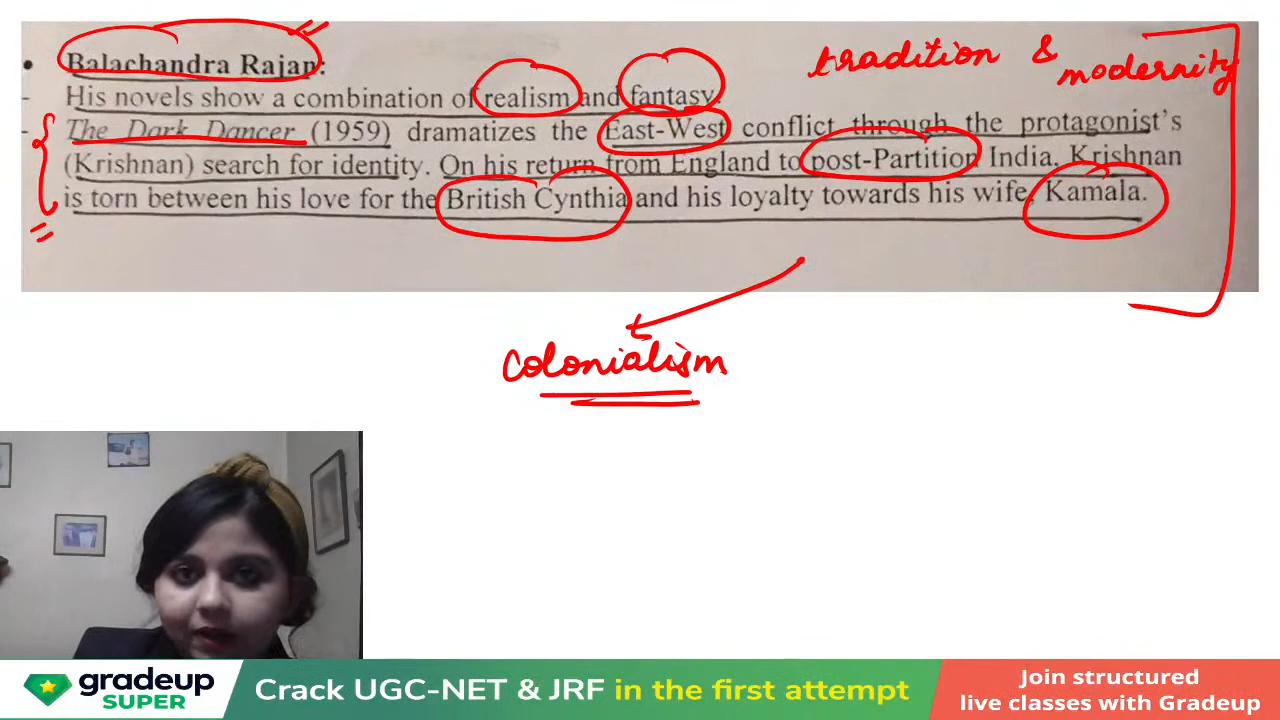 tradition &
modernity
• Balachandra Rajan:
- His novels show a combination of realism and fantasy.
- The Dark Dancer (1959) dramatizes the East-West conflict through the protagonist's
(Krishnan) search for identity. On his return from England to post-Partition India, Krishnan
is torn between his love for the British Cynthia and his loyalty towards his wife, Kamala.
colonialism
gradeup
SUPER
Crack UGC-NET & JRF in the first attempt
Join structured
live classes with Gradeup